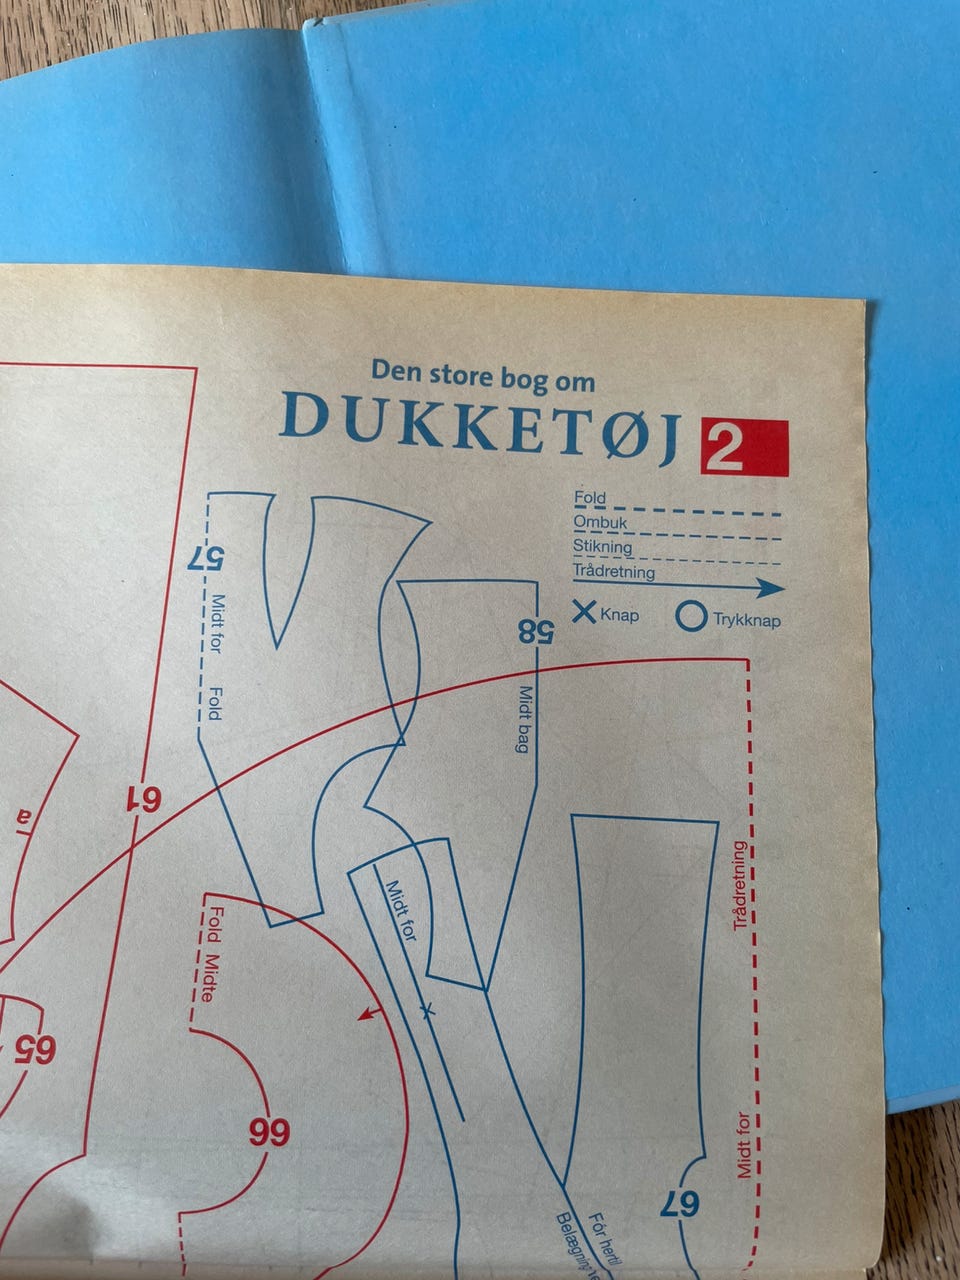 Den store bog om
DUKKETØJ 2
Fold
Ombuk
Stikning
Trådretning
Knap
Trykknap
57
Midt for Fold
58
Midt bag
61
a
Midt for
Trådretning
Fold Midte
65
66
Midt for
67
Fór hertil